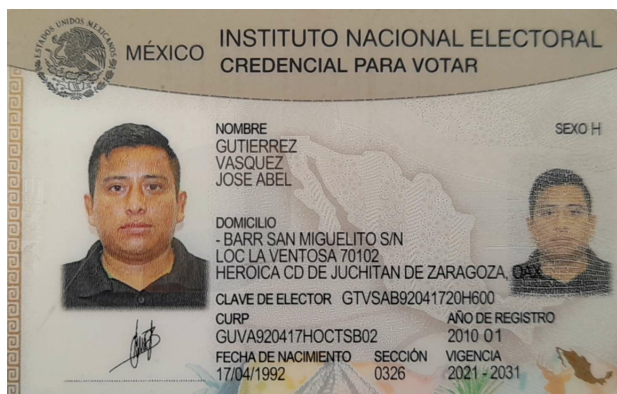 ESTADOS UNIDOS MEXICANOS
MÉXICO
INSTITUTO NACIONAL ELECTORAL
CREDENCIAL PARA VOTAR
NOMBRE
SEXO H
GUTIERREZ
VASQUEZ
JOSE ABEL
DOMICILIO
- BARR SAN MIGUELITO S/N
LOC LA VENTOSA 70102
HEROICA CD DE JUCHITAN DE ZARAGOZA, OAX.
CLAVE DE ELECTOR GTVSAB92041720H600
CURP
AÑO DE REGISTRO
GUVA920417HOCTSB02
2010 01
FECHA DE NACIMIENTO SECCIÓN VIGENCIA
17/04/1992 0326 2021 - 2031